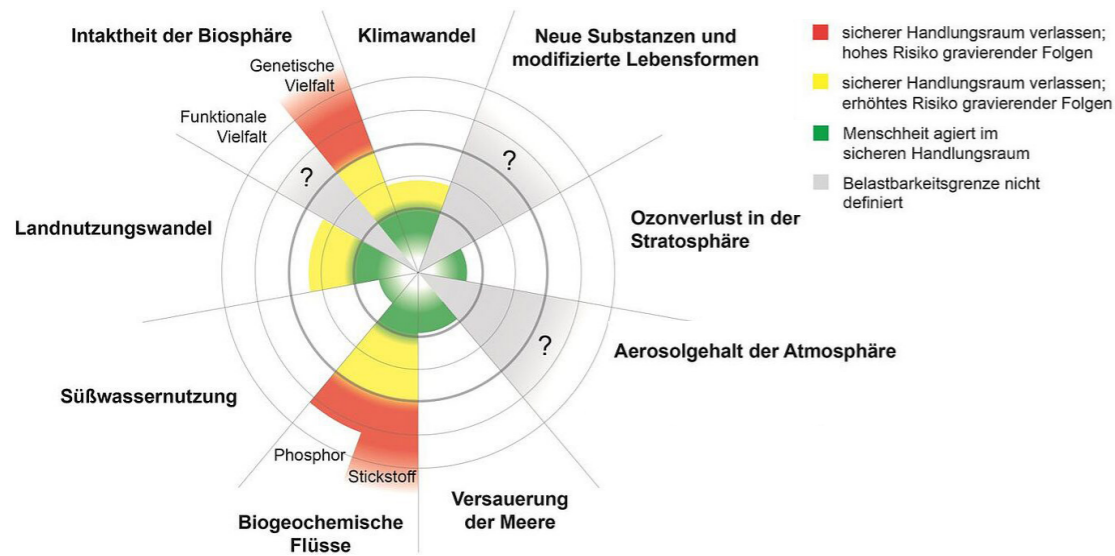 Intaktheit der Biosphäre
Genetische
Vielfalt
Funktionale
Vielfalt
?
Klimawandel
Neue Substanzen und
modifizierte Lebensformen
?
Ozonverlust in der
Stratosphäre
Aerosolgehalt der Atmosphäre
?
Versauerung
der Meere
Biogeochemische
Flüsse
Phosphor
Stickstoff
Süßwassernutzung
Landnutzungswandel
sicherer Handlungsraum verlassen;
hohes Risiko gravierender Folgen
sicherer Handlungsraum verlassen;
erhöhtes Risiko gravierender Folgen
Menschheit agiert im
sicheren Handlungsraum
Belastbarkeitsgrenze nicht
definiert